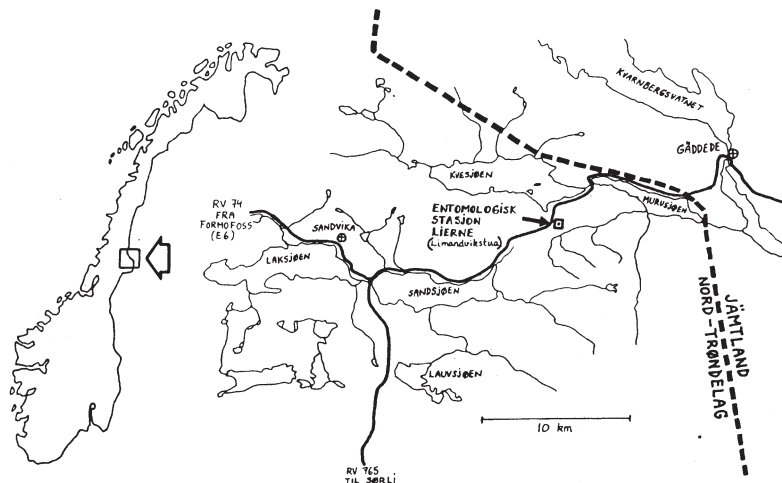 KVARNBERGSVATNET
GÄDDEDE
KVESJØEN
MURUSJØEN
RV 74
FRA
FORMOFOSS
(E6)
SANDVIKA
ENTOMOLOGISK
STASJON
LIERNE
(Limandvikstua)
LAKSJØEN
SANDSJØEN
LAUVSJØEN
JÄMTLAND
NORD-TRØNDELAG
10 km
RV 765
TIL SØRLI